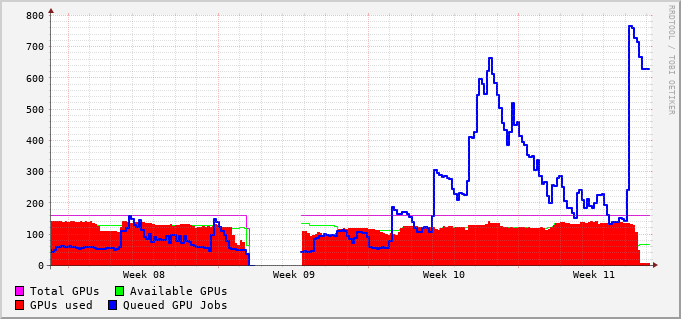 800
700
600
500
400
300
200
100
0
Week 08 Week 09 Week 10 Week 11
Total GPUs Available GPUs
GPUs used Queued GPU Jobs
RRDTOOL / TOBI OETIKER